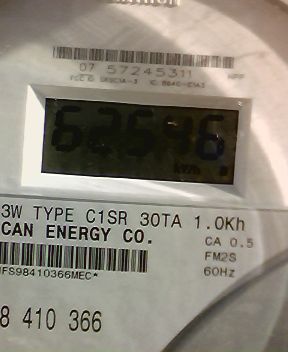 07 57245311
62646
kWh
3W TYPE C1SR 30TA 1.0Kh
CAN ENERGY CO.
CA 0.5
FM2S
60Hz
FS98410366MEC*
8 410 366